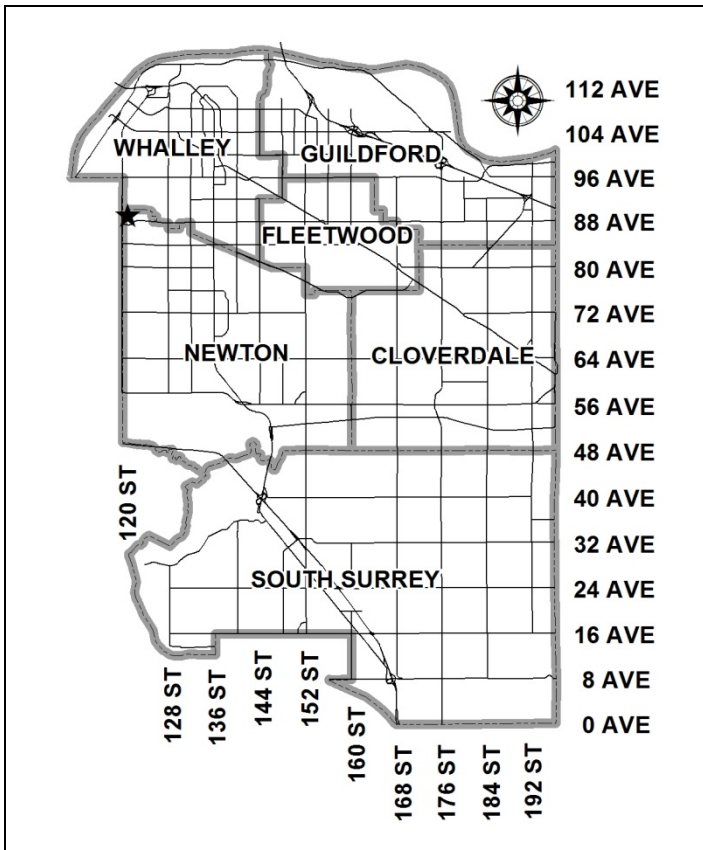 112 AVE
104 AVE
WHALLEY
GUILDFORD
96 AVE
88 AVE
FLEETWOOD
80 AVE
72 AVE
NEWTON
CLOVERDALE
64 AVE
56 AVE
48 AVE
120 ST
40 AVE
32 AVE
SOUTH SURREY
24 AVE
16 AVE
128 ST
136 ST
144 ST
152 ST
160 ST
8 AVE
0 AVE
168 ST
176 ST
184 ST
192 ST